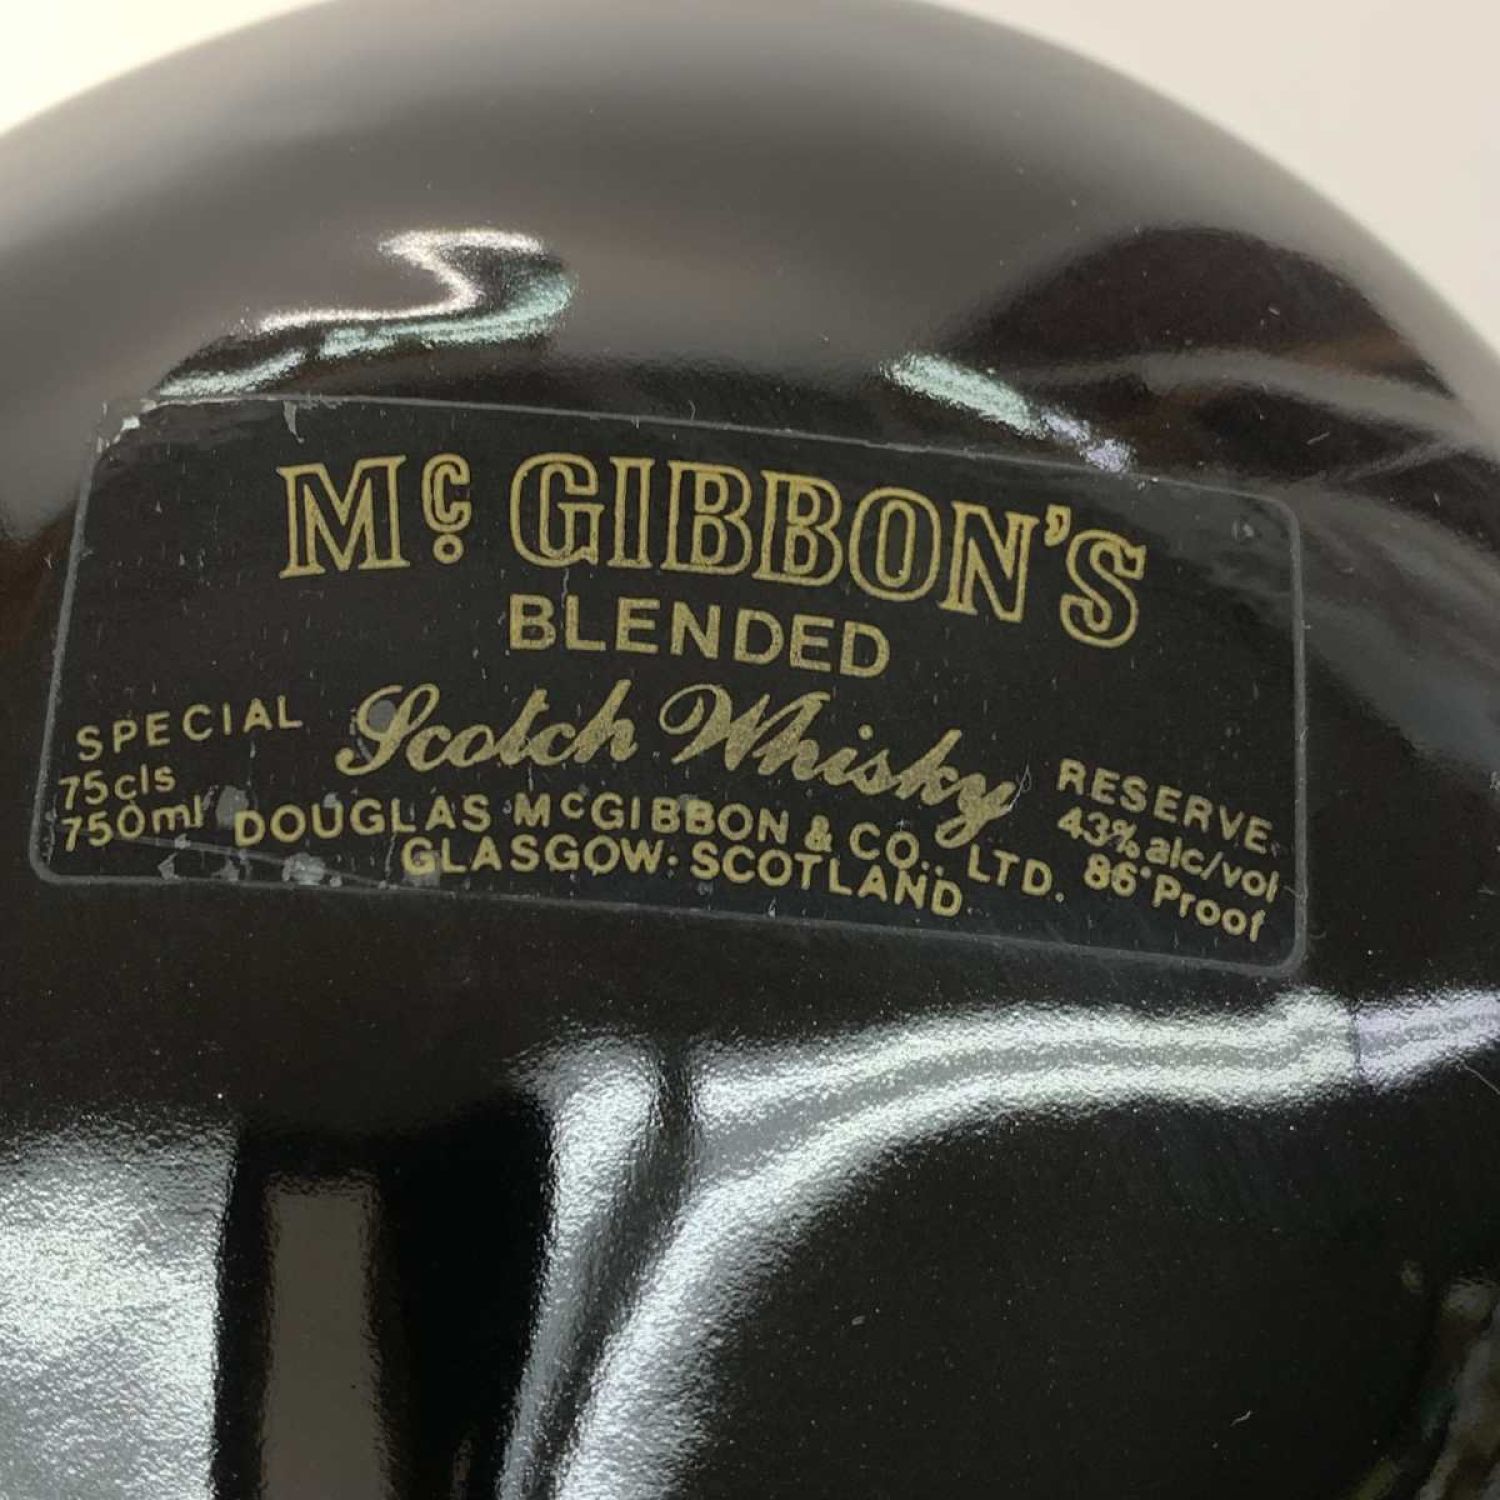 Mc GIBBON'S
BLENDED
Scotch Whisky
SPECIAL RESERVE
75cls 43% alc/vol
750ml 86° Proof
DOUGLAS McGIBBON & CO., LTD.
GLASGOW: SCOTLAND